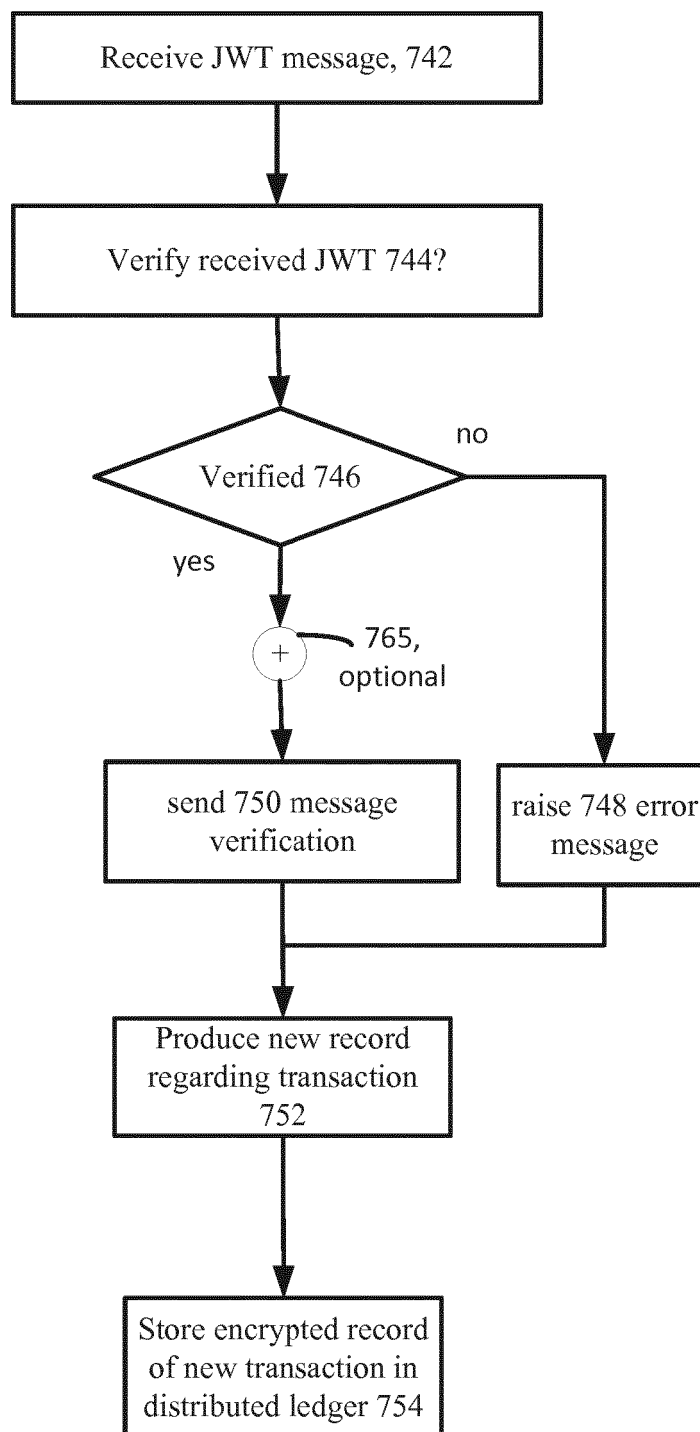 Receive JWT message, 742
Verify received JWT 744?
no
Verified 746
yes
765,
+
optional
send 750 message
verification
raise 748 error
message
Produce new record
regarding transaction
752
Store encrypted record
of new transaction in
distributed ledger 754